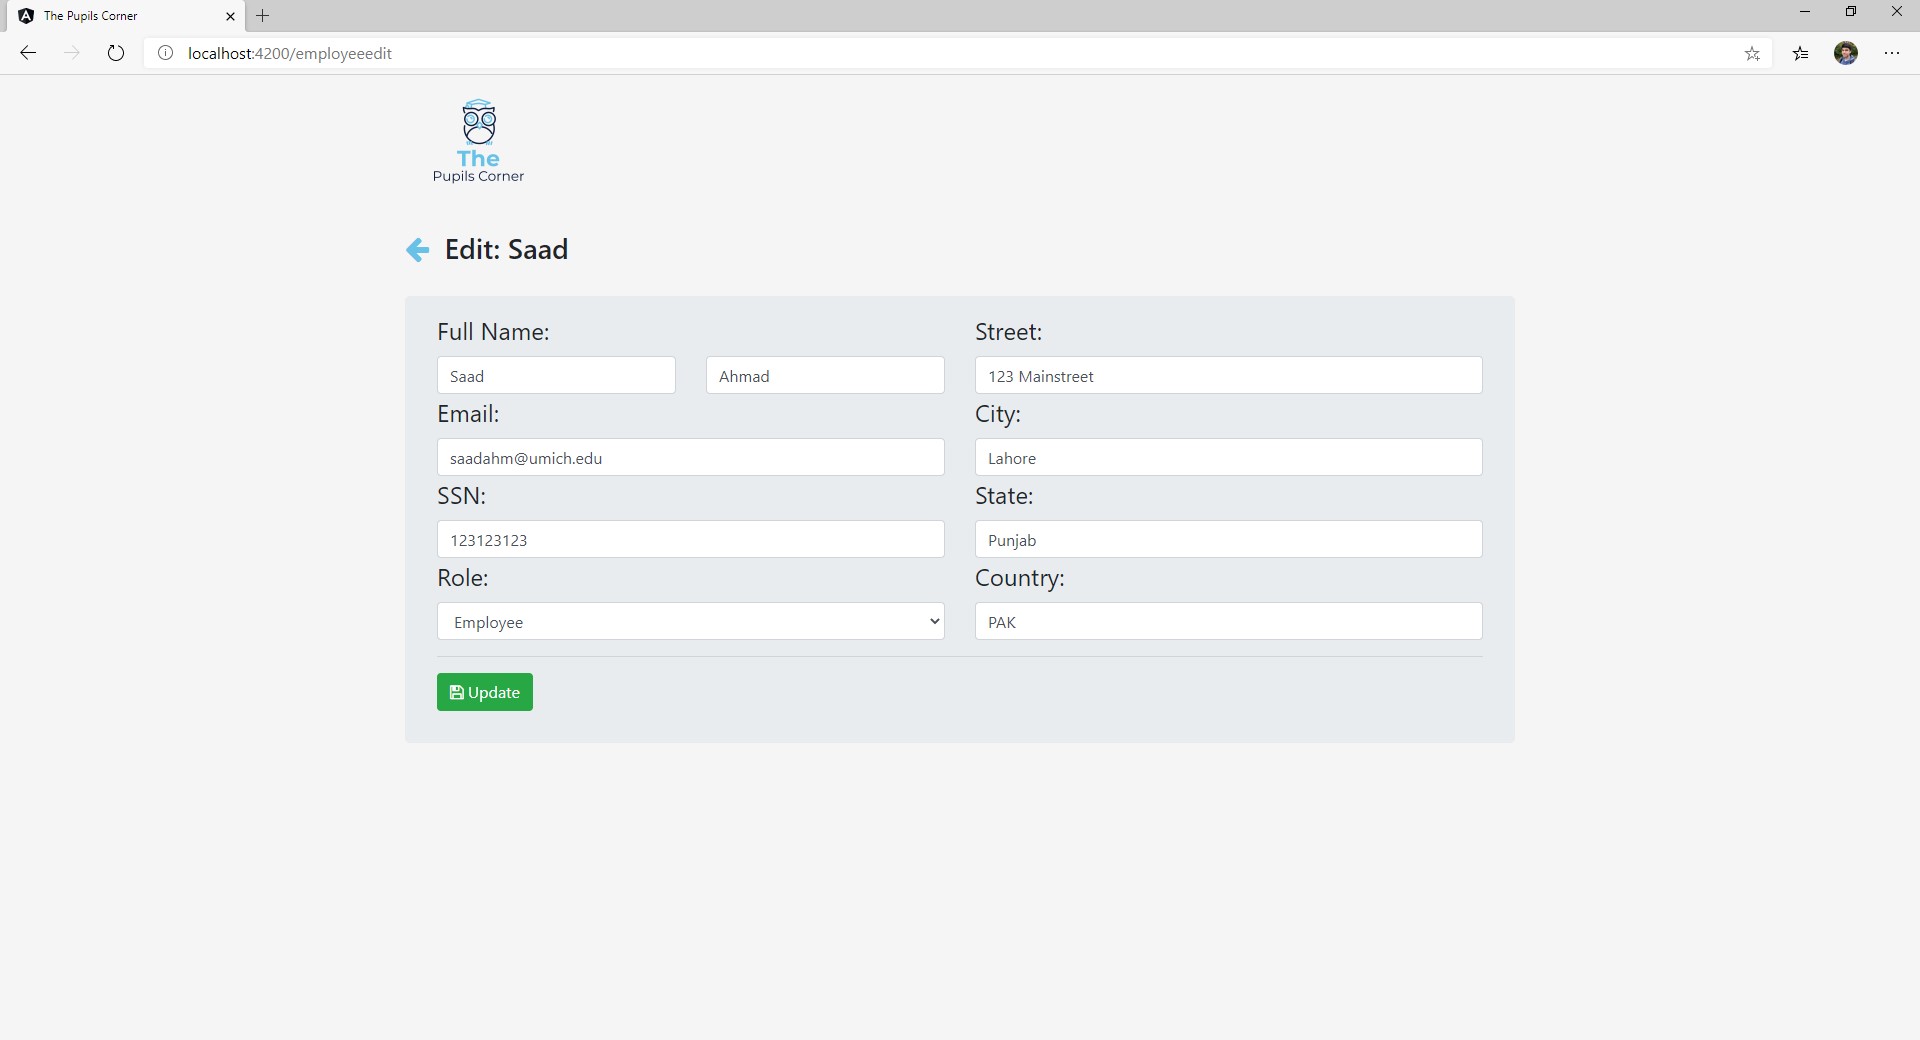 The Pupils Corner
localhost:4200/employeeedit
The
Pupils Corner
Edit: Saad
Full Name:
Saad
Ahmad
Street:
123 Mainstreet
Email:
saadahm@umich.edu
City:
Lahore
SSN:
123123123
State:
Punjab
Role:
Employee
Country:
PAK
Update